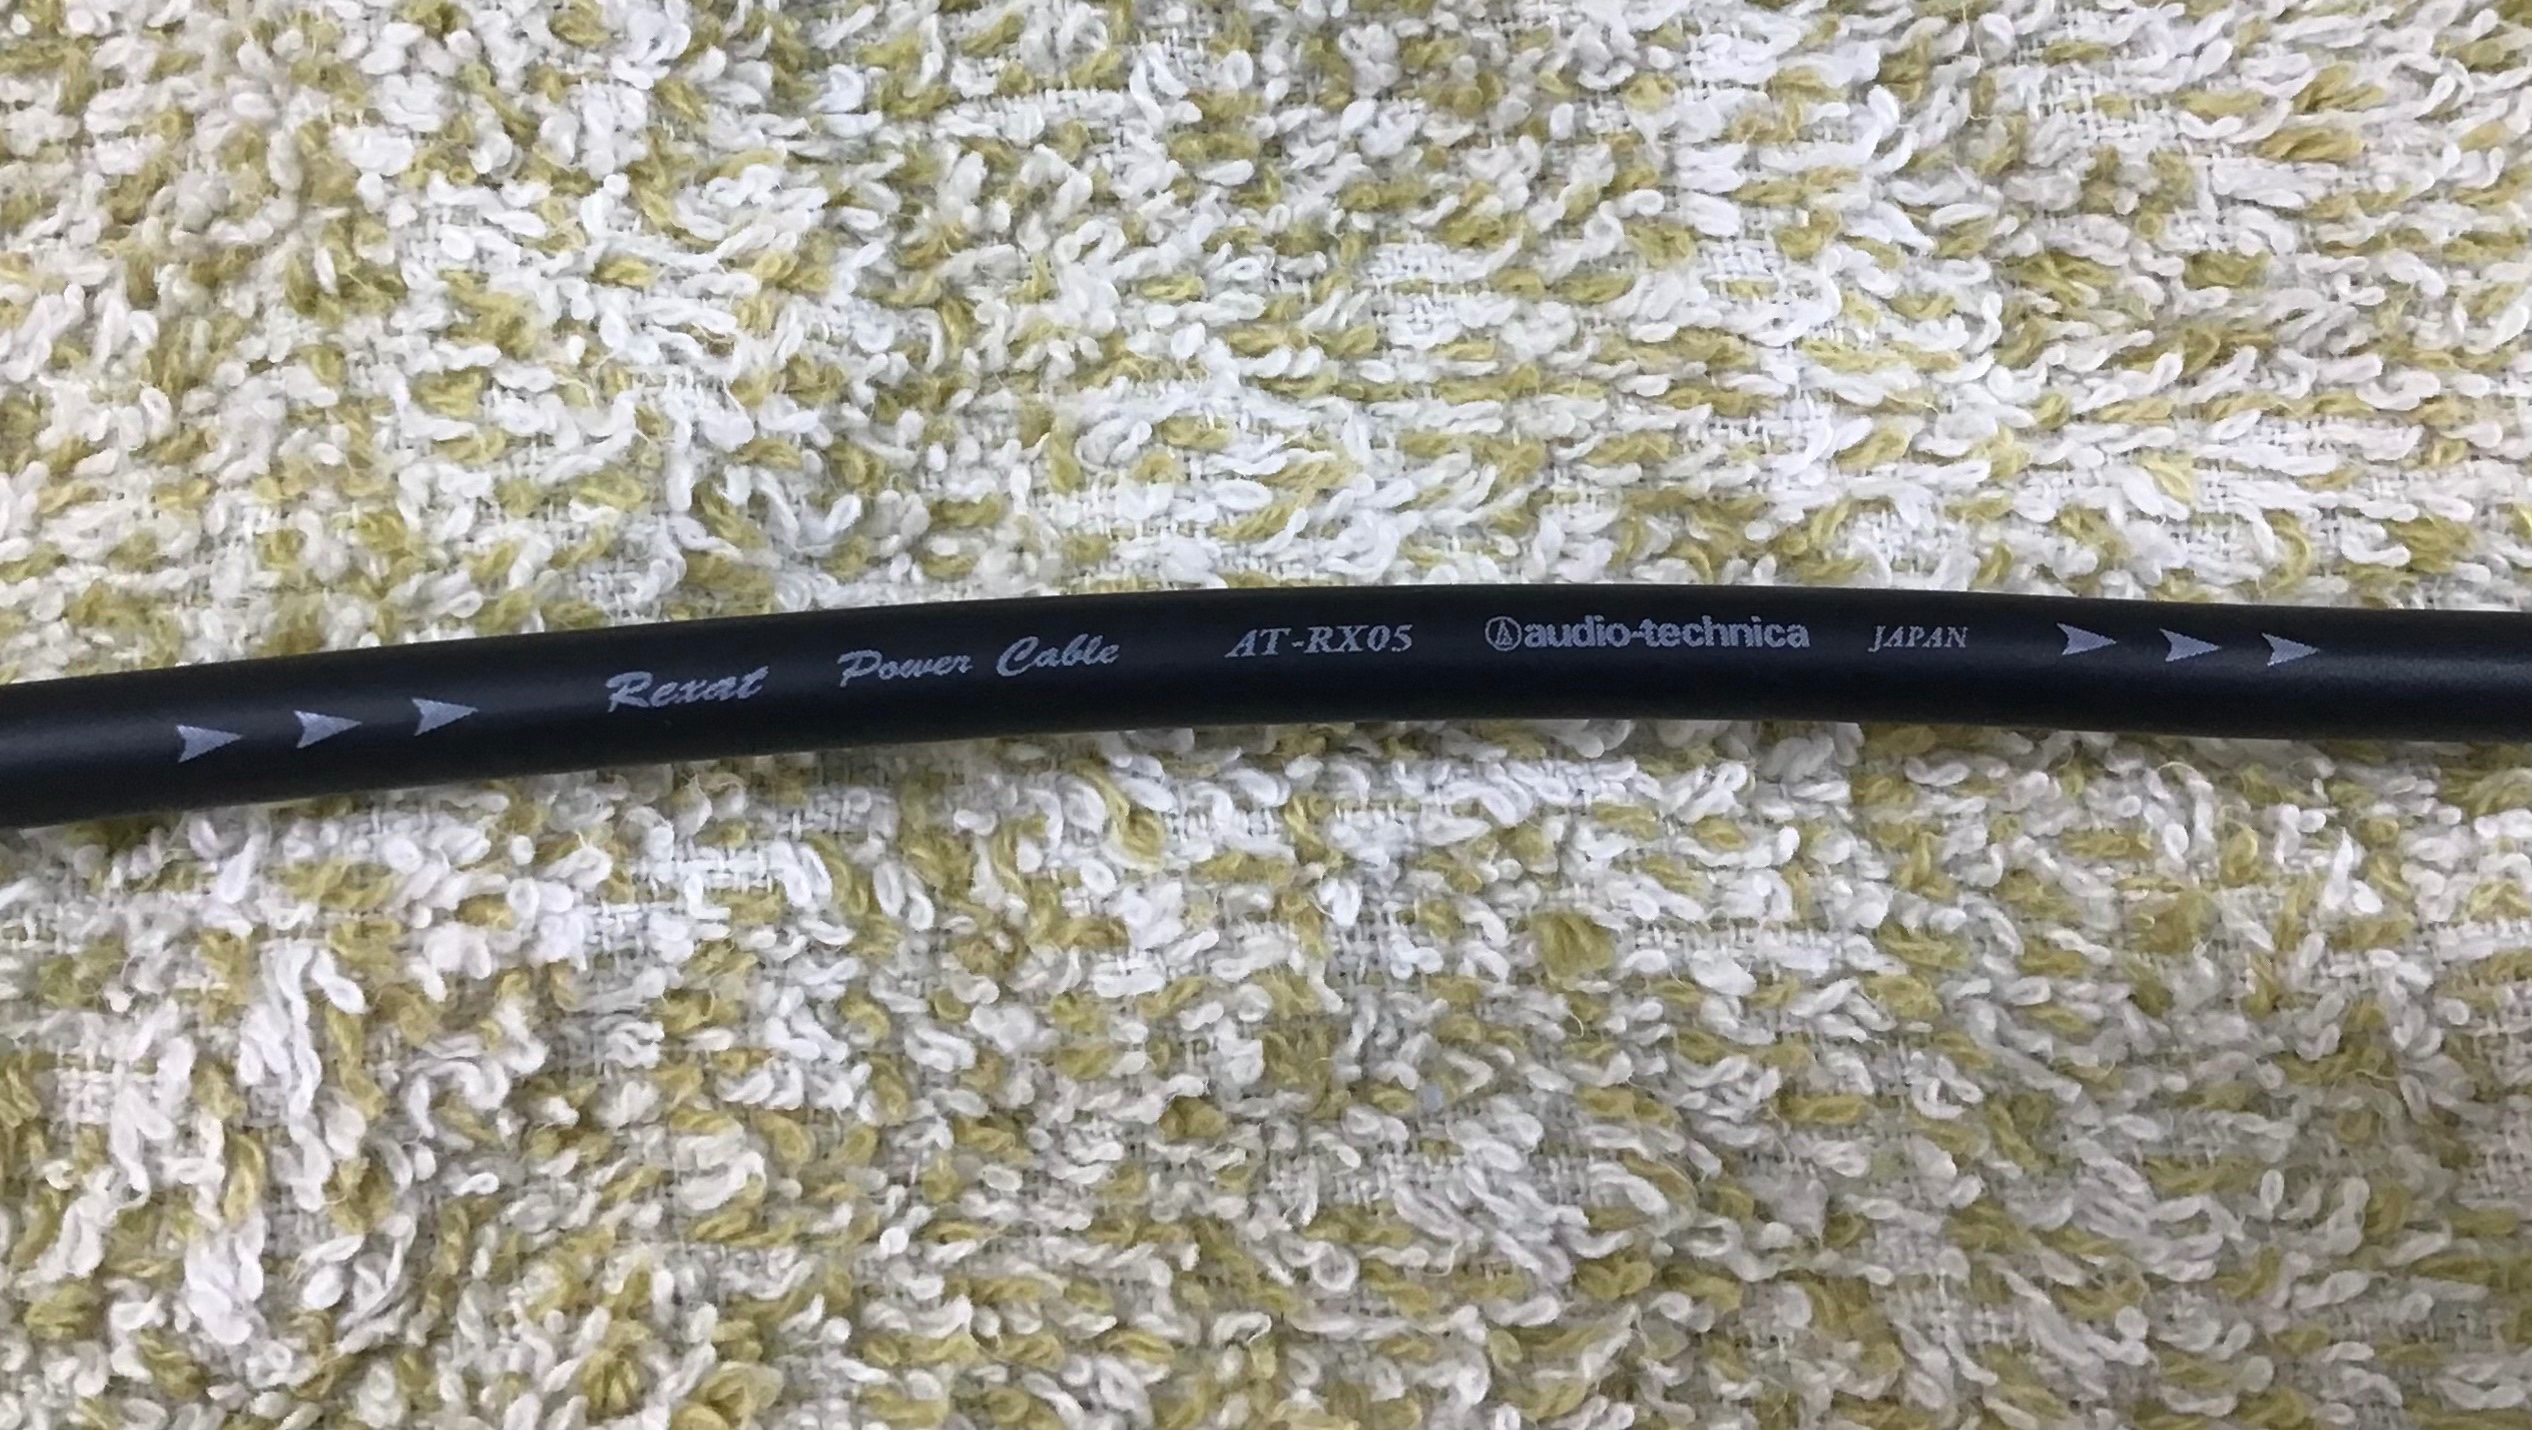 Rexat Power Cable AT-RX05 audio-technica JAPAN